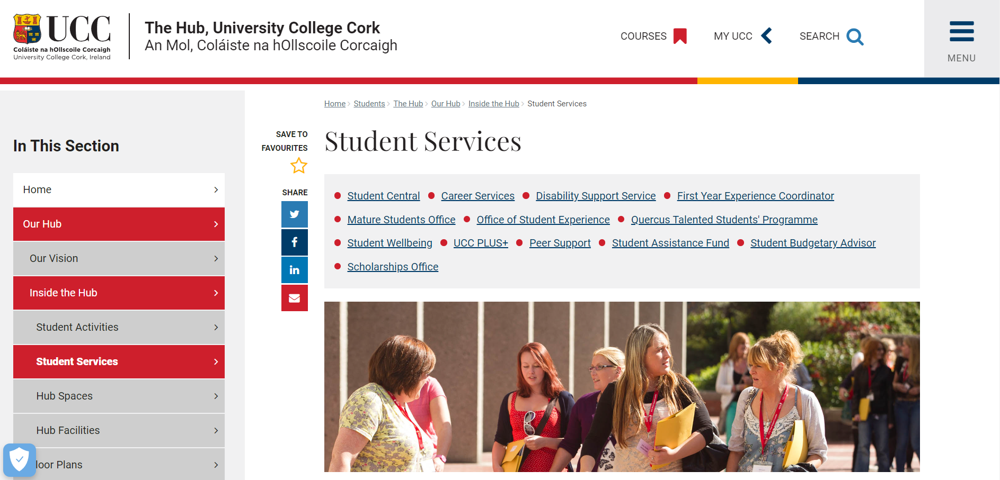 UCC
Coláiste na hOllscoile Corcaigh
University College Cork, Ireland
The Hub, University College Cork
An Mol, Coláiste na hOllscoile Corcaigh
COURSES
MY UCC
SEARCH
MENU
Home
Students
The Hub
Our Hub
Inside the Hub
Student Services
In This Section
Home
Our Hub
Our Vision
Inside the Hub
Student Activities
Student Services
Hub Spaces
Hub Facilities
loor Plans
SAVE TO
FAVOURITES
SHARE
Student Services
Student Central
Career Services
Disability Support Service
First Year Experience Coordinator
Mature Students Office
Office of Student Experience
Quercus Talented Students' Programme
Student Wellbeing
UCC PLUS+
Peer Support
Student Assistance Fund
Student Budgetary Advisor
Scholarships Office